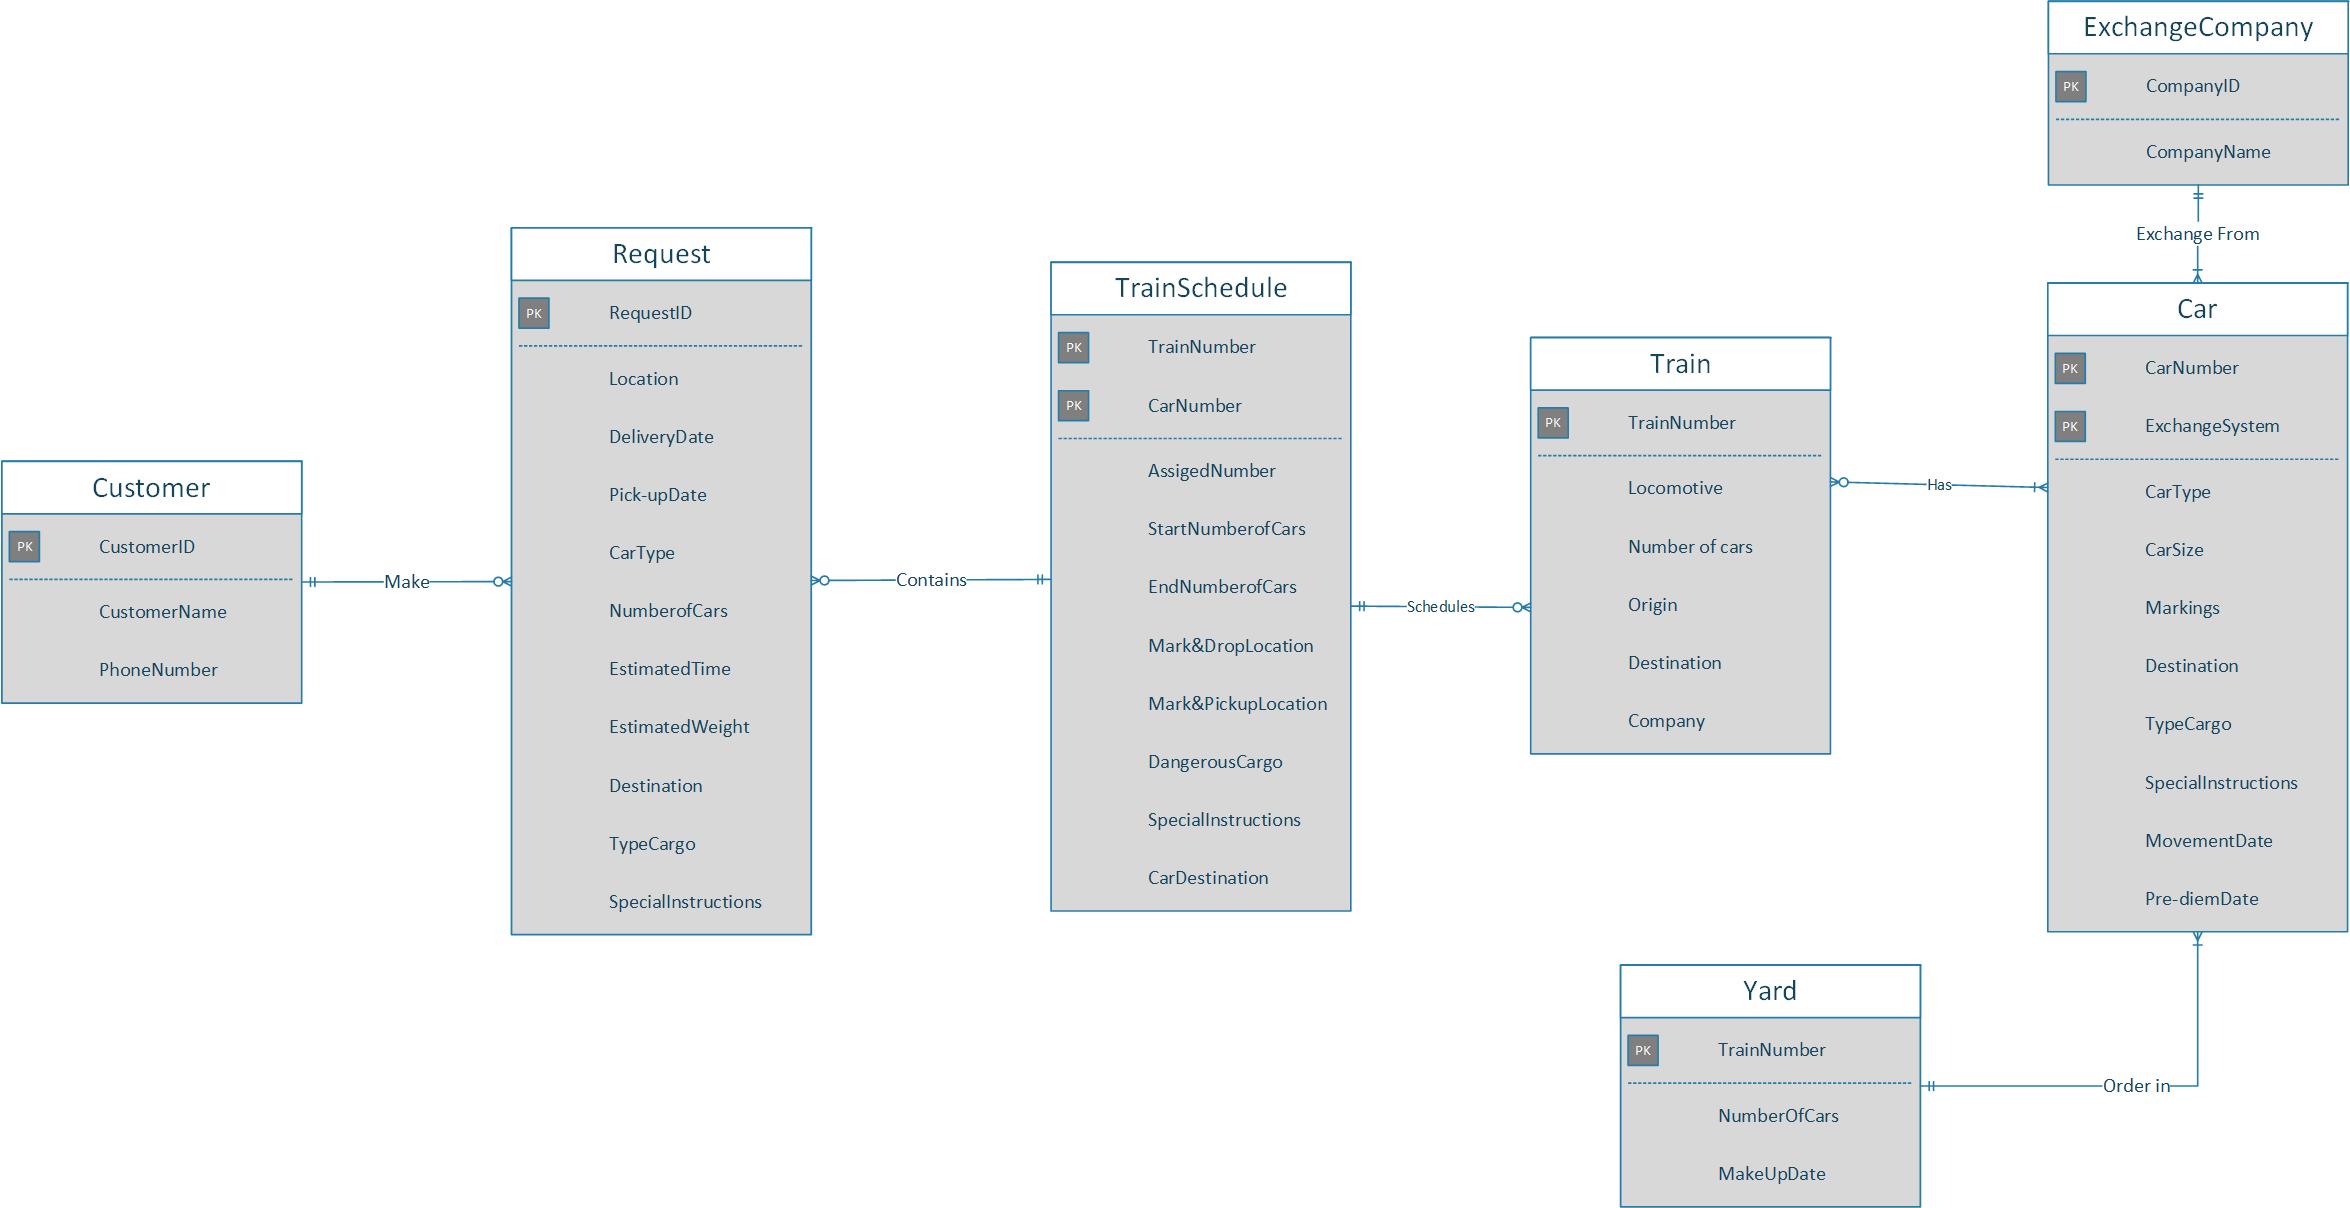 ExchangeCompany
PK CompanyID
CompanyName
Exchange From
Request
PK RequestID
Location
DeliveryDate
Pick-upDate
CarType
NumberofCars
EstimatedTime
EstimatedWeight
Destination
TypeCargo
SpecialInstructions
TrainSchedule
PK TrainNumber
PK CarNumber
AssigedNumber
StartNumberofCars
EndNumberofCars
Mark&DropLocation
Mark&PickupLocation
DangerousCargo
SpecialInstructions
CarDestination
Train
PK TrainNumber
Locomotive
Number of cars
Origin
Destination
Company
Car
PK CarNumber
PK ExchangeSystem
CarType
CarSize
Markings
Destination
TypeCargo
SpecialInstructions
MovementDate
Pre-diemDate
Customer
PK CustomerID
CustomerName
PhoneNumber
Make
Contains
Schedules
Has
Yard
PK TrainNumber
NumberOfCars
MakeUpDate
Order in